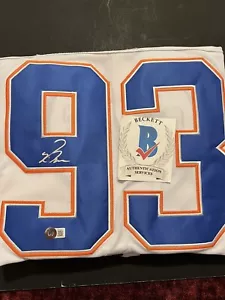 93
BECKETT
B
AUTHENTICATION
SERVICES